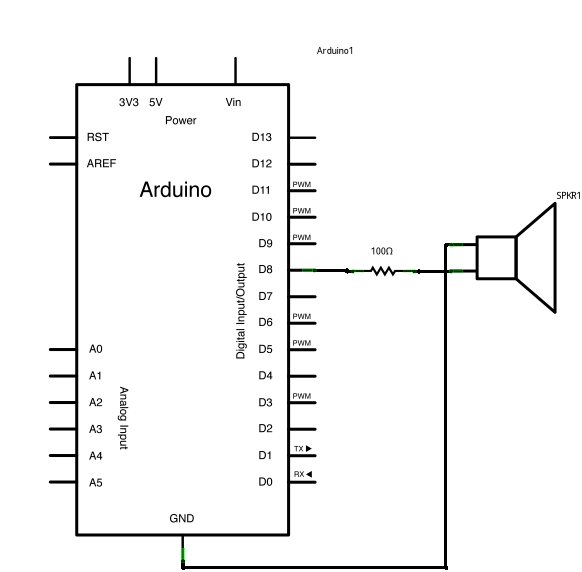 Arduino1
3V3 5V Vin
Power
RST D13
AREF D12
Arduino D11 PWM
D10 PWM
SPKR1
D9 PWM
100Ω
D8
Digital Input/Output
D7
D6 PWM
A0 D5 PWM
A1 D4
A2 D3 PWM
Analog Input
A3 D2
A4 D1 TX ▶
A5 D0 RX ◀
GND